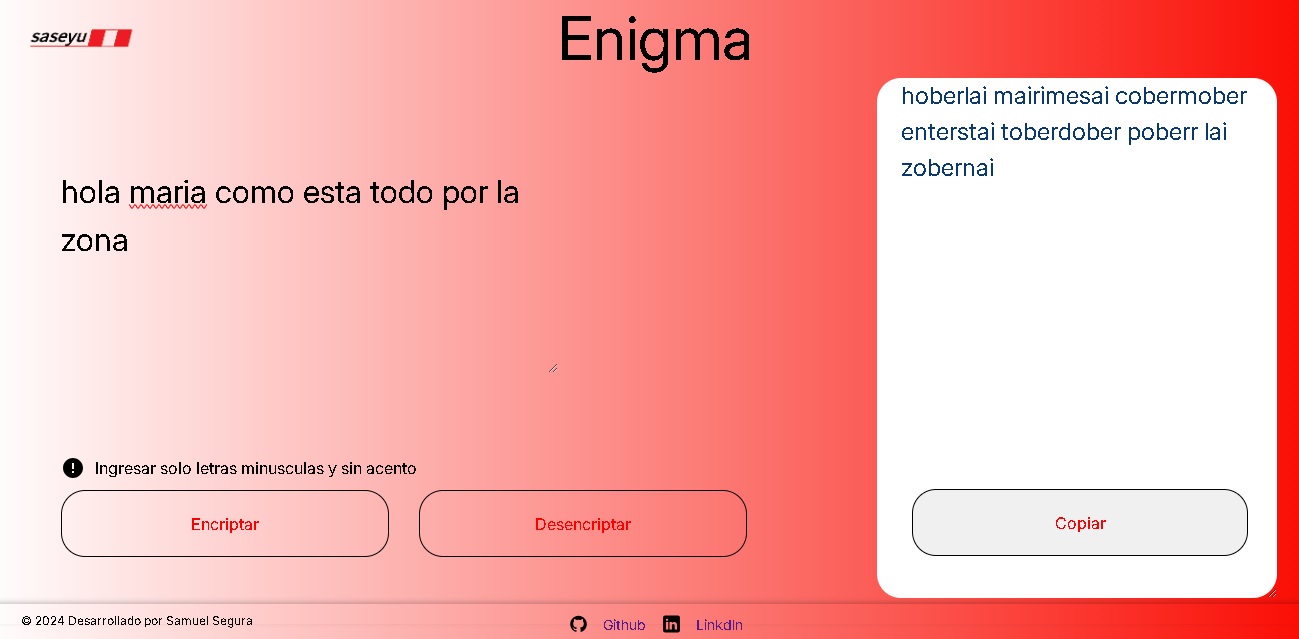 saseyu
Enigma
hola maria como esta todo por la
zona
hoberlai mairimesai cobermober
enterstai toberdober poberr lai
zobernai
Ingresar solo letras minusculas y sin acento
Encriptar
Desencriptar
Copiar
© 2024 Desarrollado por Samuel Segura
Github
LinkdIn